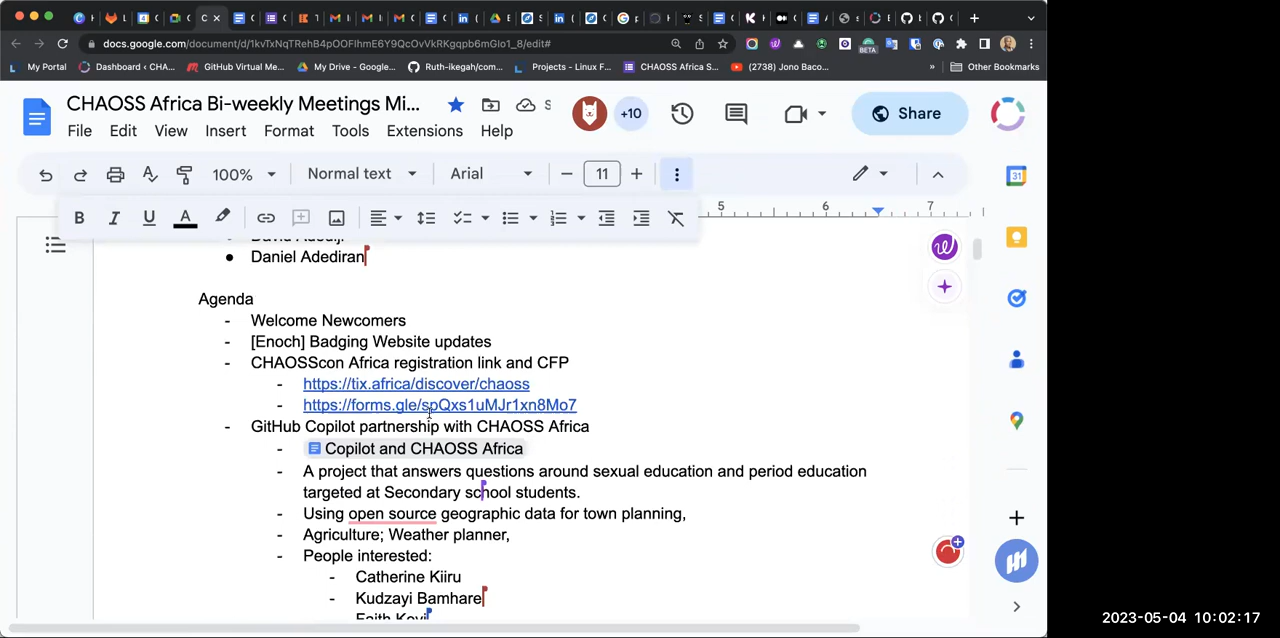 docs.google.com/document/d/1kvTxNqTRehB4pOOFIhmE6Y9QcOvVkRKgqpb6mGIo1_8/edit#
My Portal
Dashboard ‹ CHA...
GitHub Virtual Me...
My Drive - Google...
Ruth-ikegah/com...
Projects - Linux F...
CHAOSS Africa S...
(2738) Jono Baco...
»
Other Bookmarks
BETA
CHAOSS Africa Bi-weekly Meetings Mi...
S
+10
Share
File Edit View Insert Format Tools Extensions Help
100% Normal text Arial 11
5 6 7
● Daniel Adediran
Agenda
- Welcome Newcomers
- [Enoch] Badging Website updates
- CHAOSScon Africa registration link and CFP
- https://tix.africa/discover/chaoss
- https://forms.gle/spQxs1uMJr1xn8Mo7
- GitHub Copilot partnership with CHAOSS Africa
- Copilot and CHAOSS Africa
- A project that answers questions around sexual education and period education
targeted at Secondary school students.
- Using open source geographic data for town planning,
- Agriculture; Weather planner,
- People interested:
- Catherine Kiiru
- Kudzayi Bamhare
2023-05-04 10:02:17